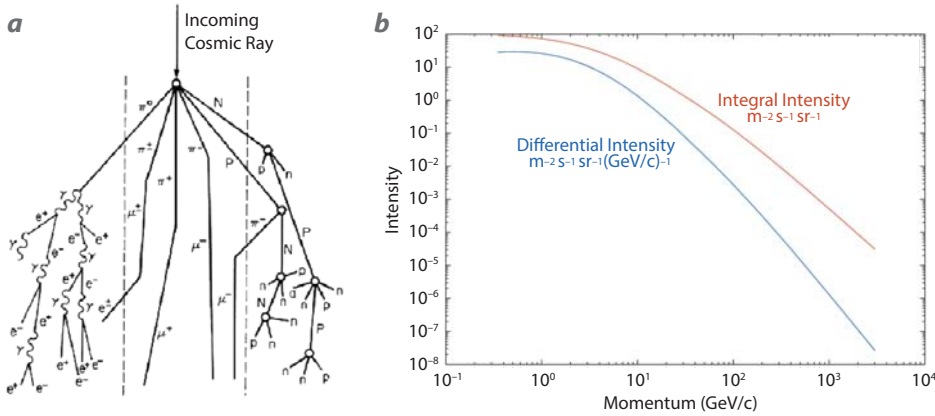 a
Incoming
Cosmic Ray
π⁰
π±
π⁺
π⁻
N
P
p
n
γ
γ
γ
e⁺
γ
e⁻
e⁻
e⁺
μ±
π⁻
N
P
e⁺
e⁻
γ
γ
e±
μ⁺
μ⁼
μ⁻
n
p
n
d
n
p
n
N
n
p
n
P
e⁻
e⁺
γ
e⁻
e⁺
e⁻
e⁺
e⁻
n
n
p
b
10²
10¹
10⁰
10⁻¹
10⁻²
10⁻³
10⁻⁴
10⁻⁵
10⁻⁶
10⁻⁷
10⁻⁸
Intensity
Integral Intensity
m⁻² s⁻¹ sr⁻¹
Differential Intensity
m⁻² s⁻¹ sr⁻¹(GeV/c)₋₁
10⁻¹ 10⁰ 10¹ 10² 10³ 10⁴
Momentum (GeV/c)